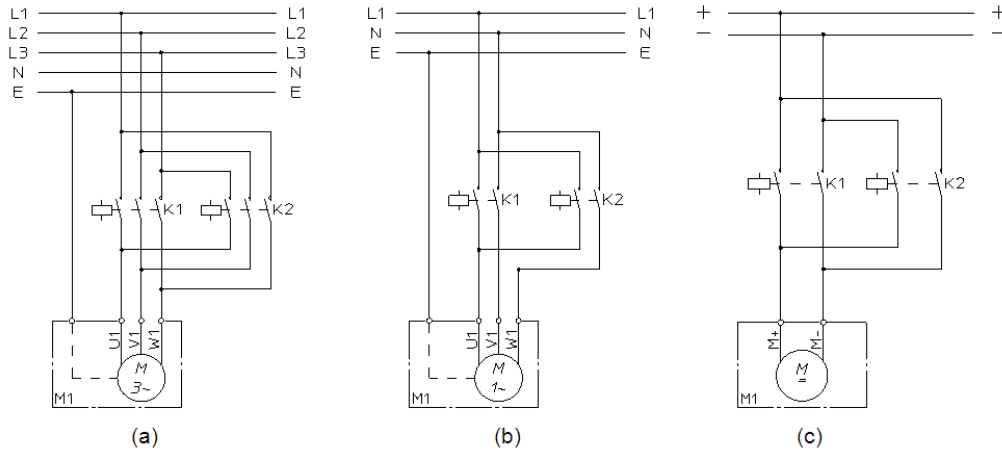 L1 L1
L2 L2
L3 L3
N N
E E
K1 K2
U1 V1 W1
M
3~
M1
(a)
L1 L1
N N
E E
K1 K2
U1 V1 W1
M
1~
M1
(b)
+ +
− −
K1 K2
M+ M-
M
=
M1
(c)